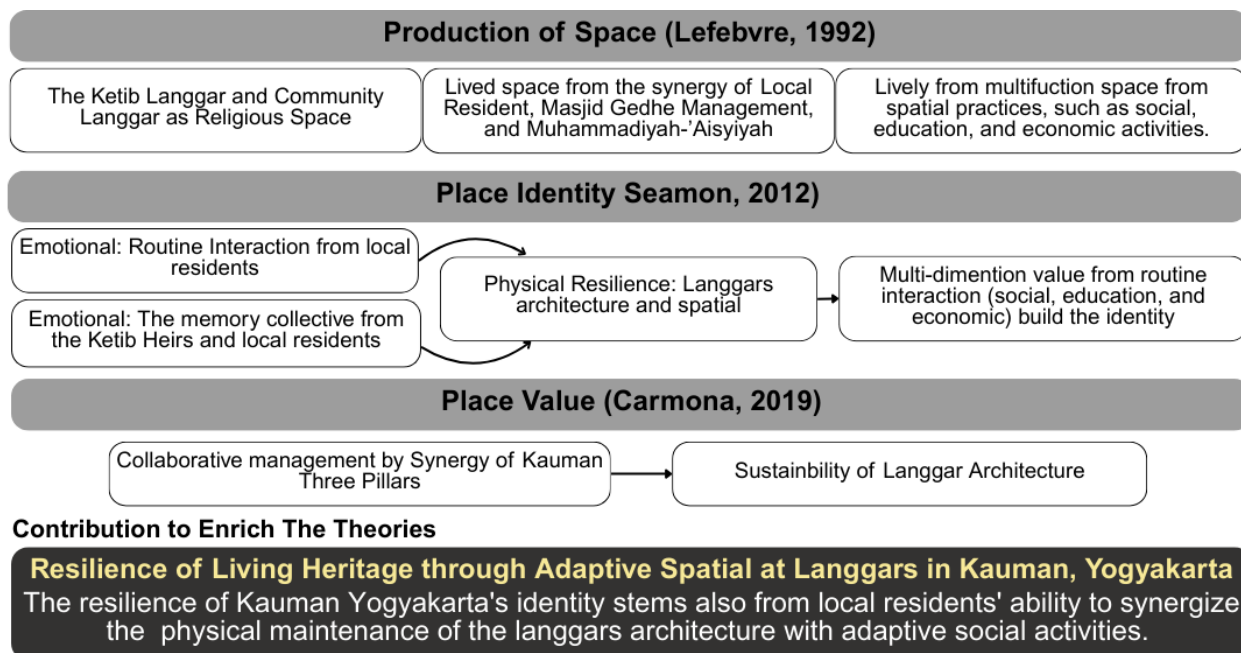 Production of Space (Lefebvre, 1992)
The Ketib Langgar and Community
Langgar as Religious Space
Lived space from the synergy of Local
Resident, Masjid Gedhe Management,
and Muhammadiyah-'Aisyiyah
Lively from multifuction space from
spatial practices, such as social,
education, and economic activities.
Place Identity Seamon, 2012)
Emotional: Routine Interaction from local
residents
Emotional: The memory collective from
the Ketib Heirs and local residents
Physical Resilience: Langgars
architecture and spatial
Multi-dimention value from routine
interaction (social, education, and
economic) build the identity
Place Value (Carmona, 2019)
Collaborative management by Synergy of Kauman
Three Pillars
Sustainbility of Langgar Architecture
Contribution to Enrich The Theories
Resilience of Living Heritage through Adaptive Spatial at Langgars in Kauman, Yogyakarta
The resilience of Kauman Yogyakarta's identity stems also from local residents' ability to synergize
the physical maintenance of the langgars architecture with adaptive social activities.